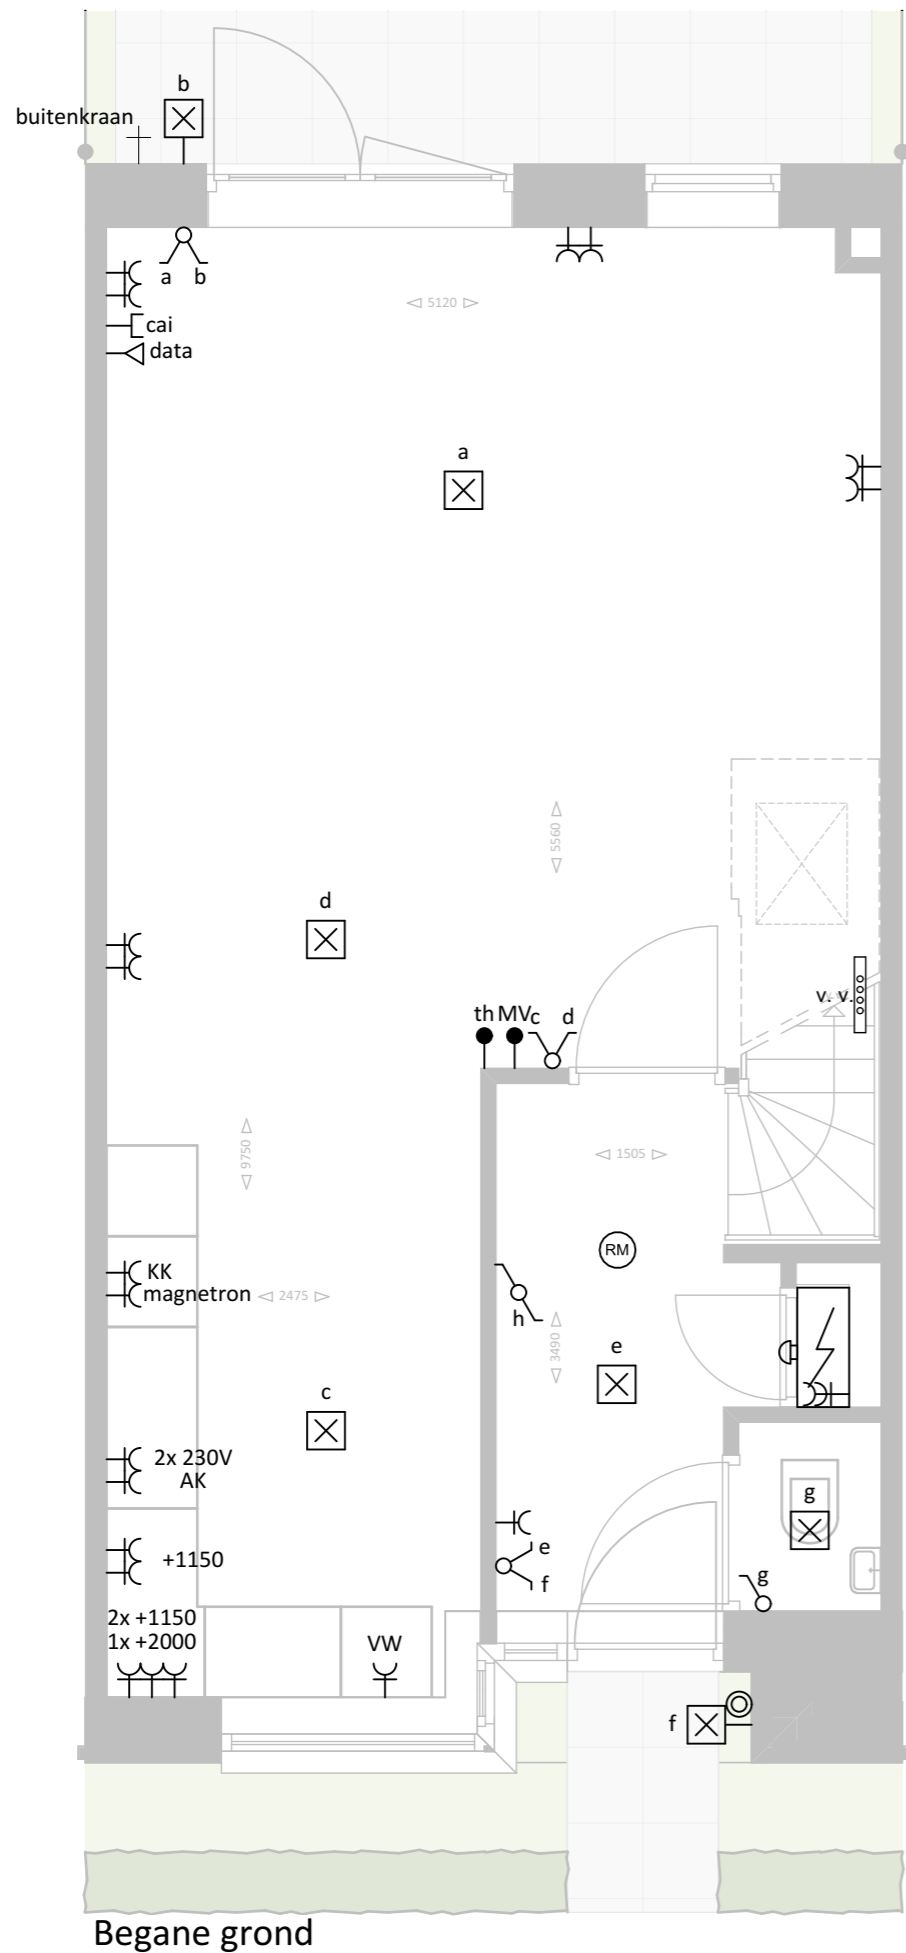 b
buitenkraan
a b
cai
data
5120
a
5560
d
v. v.
th MV c d
1505
9750
RM
KK
magnetron
2475
h
3490
e
c
2x 230V
AK
g
e
+1150
f
g
2x +1150
1x +2000
VW
f
Begane grond